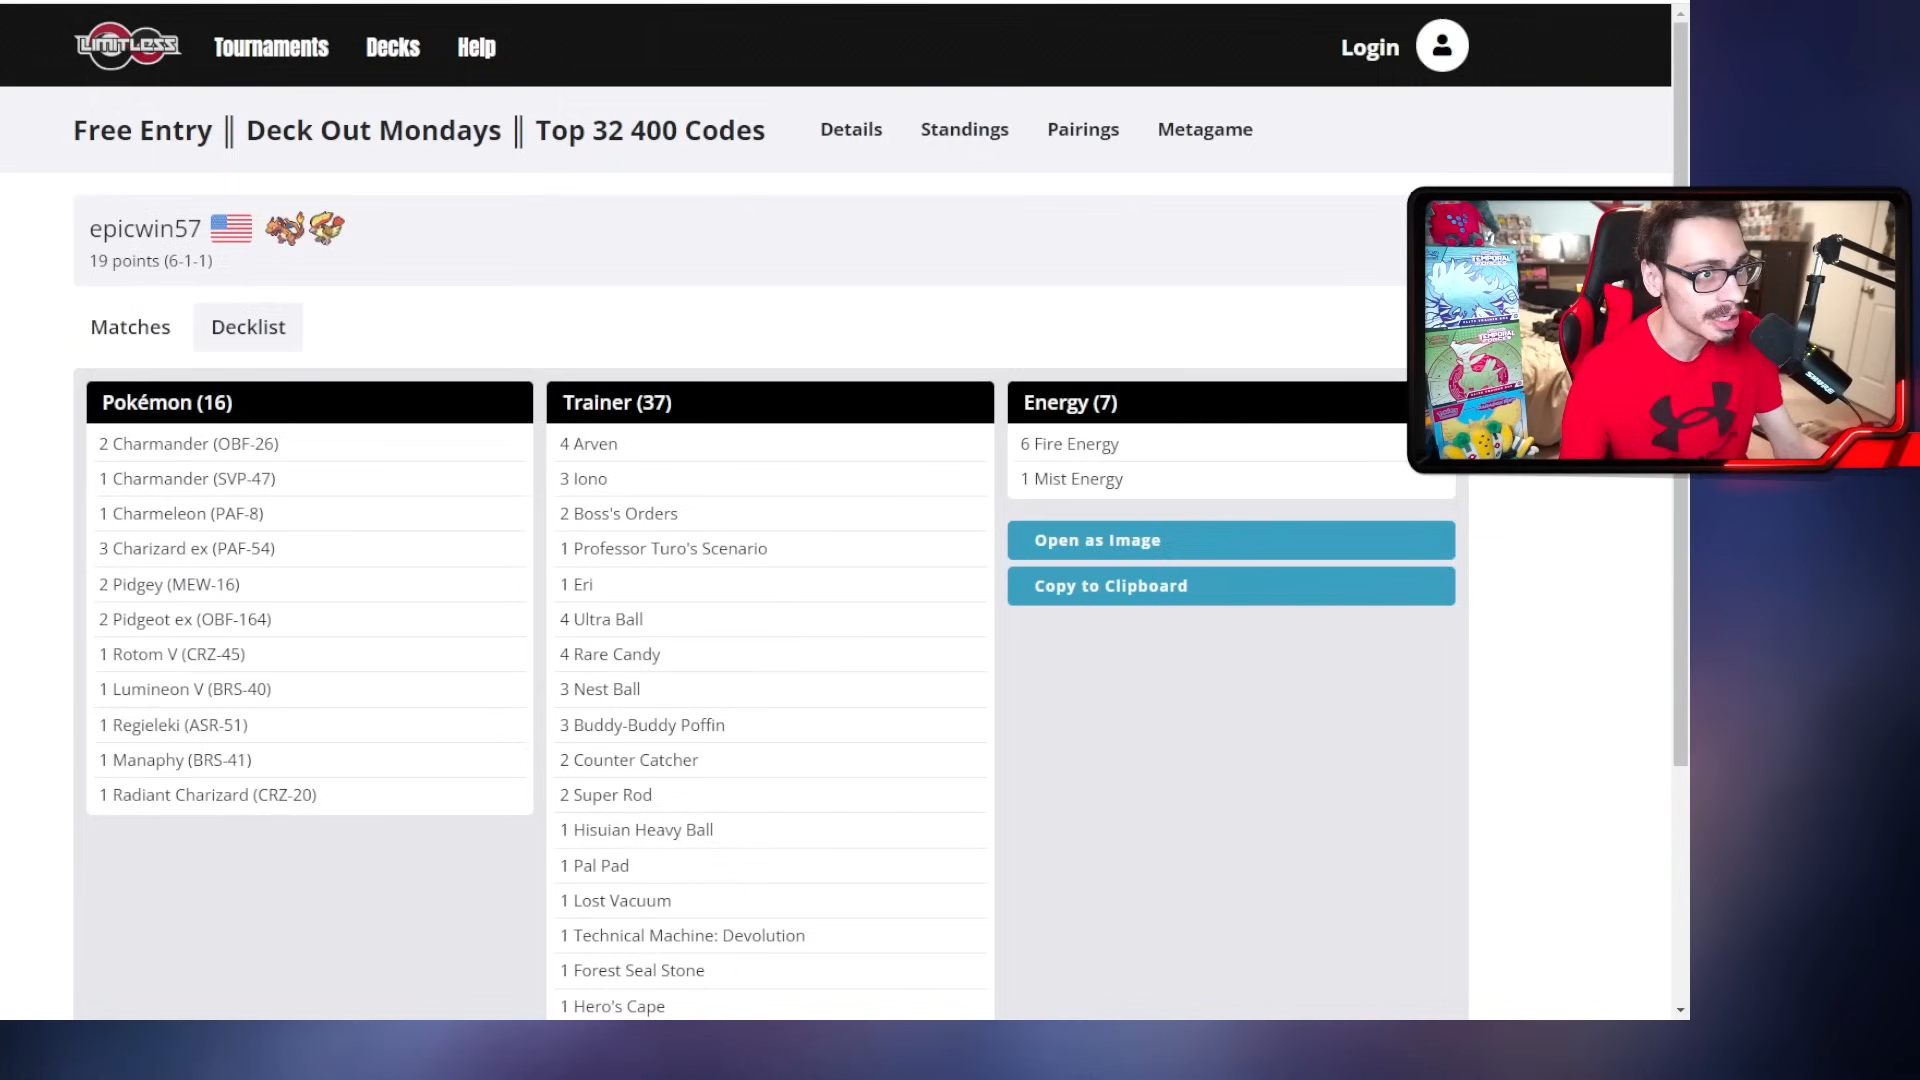 LIMITLESS
Tournaments
Decks
Help
Login
Free Entry || Deck Out Mondays || Top 32 400 Codes
Details
Standings
Pairings
Metagame
epicwin57
19 points (6-1-1)
Matches
Decklist
Pokémon (16)
2 Charmander (OBF-26)
1 Charmander (SVP-47)
1 Charmeleon (PAF-8)
3 Charizard ex (PAF-54)
2 Pidgey (MEW-16)
2 Pidgeot ex (OBF-164)
1 Rotom V (CRZ-45)
1 Lumineon V (BRS-40)
1 Regieleki (ASR-51)
1 Manaphy (BRS-41)
1 Radiant Charizard (CRZ-20)
Trainer (37)
4 Arven
3 Iono
2 Boss's Orders
1 Professor Turo's Scenario
1 Eri
4 Ultra Ball
4 Rare Candy
3 Nest Ball
3 Buddy-Buddy Poffin
2 Counter Catcher
2 Super Rod
1 Hisuian Heavy Ball
1 Pal Pad
1 Lost Vacuum
1 Technical Machine: Devolution
1 Forest Seal Stone
1 Hero's Cape
Energy (7)
6 Fire Energy
1 Mist Energy
Open as Image
Copy to Clipboard
TEMPORAL
FORCES
TEMPORAL
FORCES
SHURE